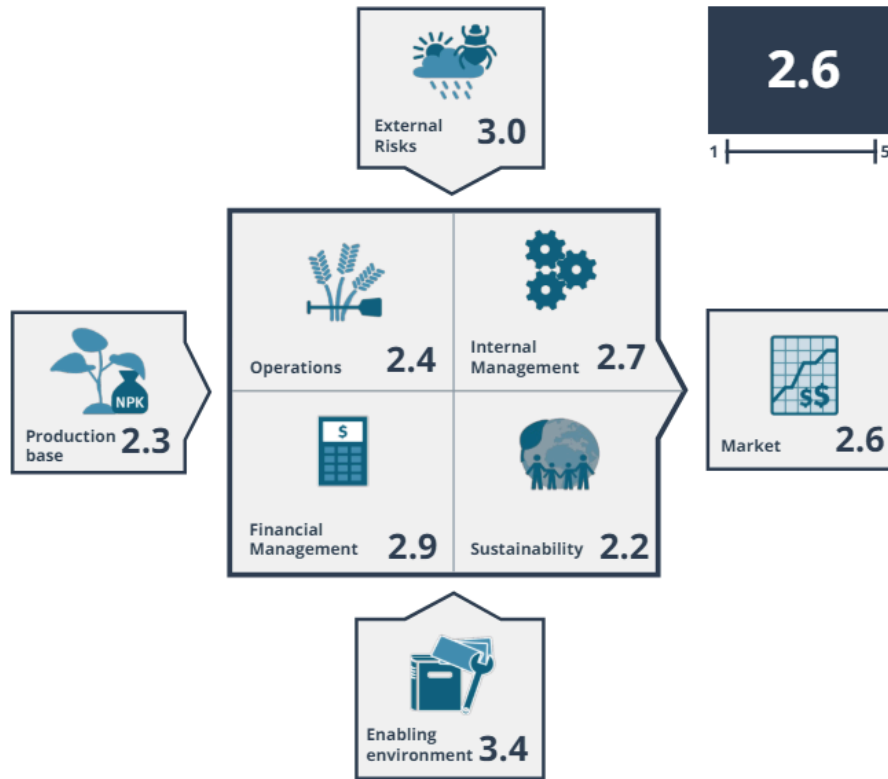 External
Risks
3.0
2.6
1
5
Operations
2.4
Internal
Management
2.7
NPK
Production
base
2.3
$$
Market
2.6
$
Financial
Management
2.9
Sustainability
2.2
Enabling
environment
3.4